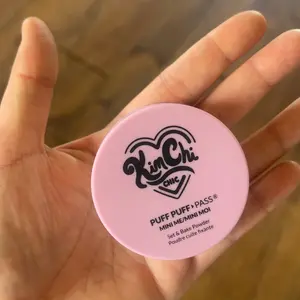 KimChi
CHIC
PUFF PUFF▸PASS®
MINI ME/MINI MOI
Set & Bake Powder
Poudre cuite fixante